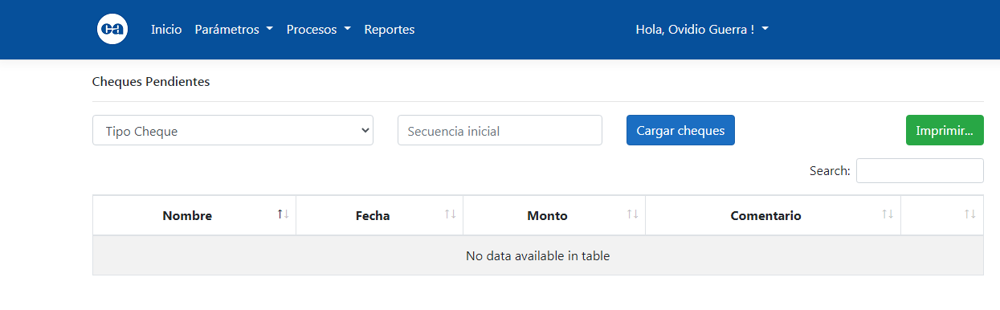 ca Inicio Parámetros Procesos Reportes Hola, Ovidio Guerra !
Cheques Pendientes
Tipo Cheque Secuencia inicial Cargar cheques Imprimir...
Search:
Nombre Fecha Monto Comentario
No data available in table